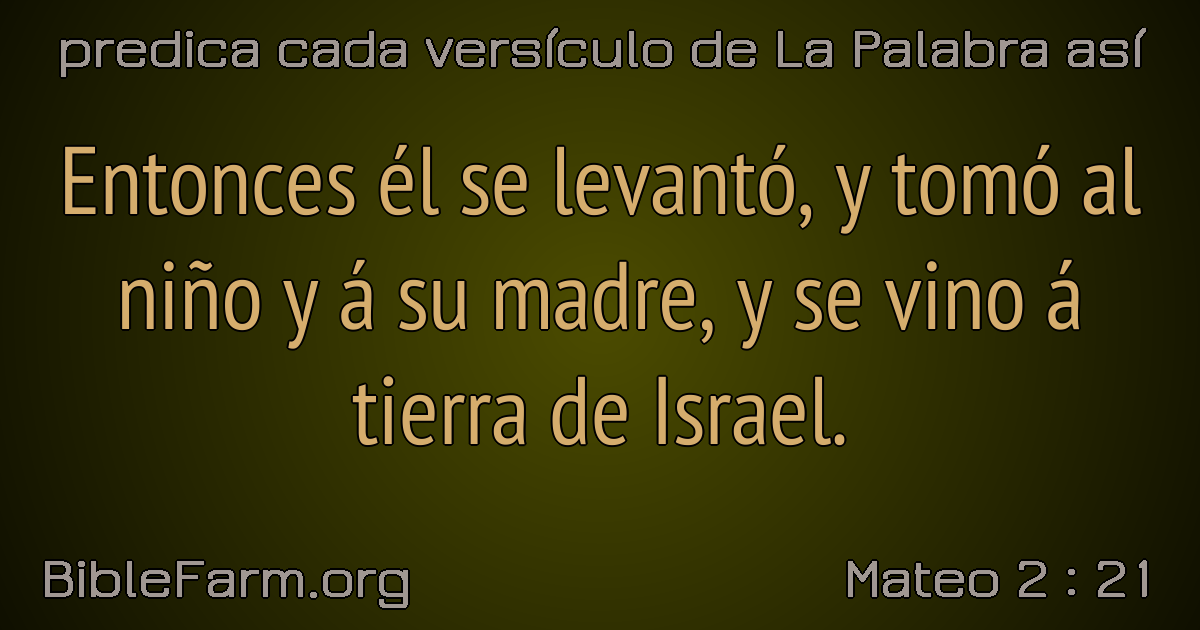 predica cada versículo de La Palabra así
Entonces él se levantó, y tomó al
niño y á su madre, y se vino á
tierra de Israel.
BibleFarm.org
Mateo 2 : 21